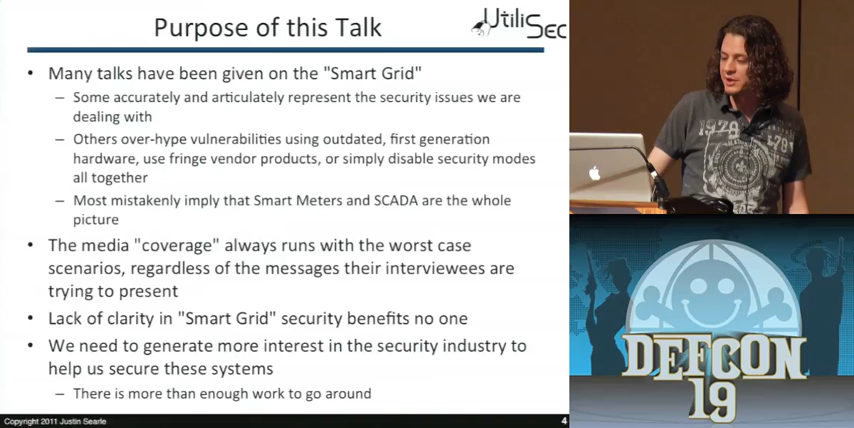 Purpose of this Talk
UtiliSec
• Many talks have been given on the "Smart Grid"
– Some accurately and articulately represent the security issues we are
dealing with
– Others over-hype vulnerabilities using outdated, first generation
hardware, use fringe vendor products, or simply disable security modes
all together
– Most mistakenly imply that Smart Meters and SCADA are the whole
picture
• The media "coverage" always runs with the worst case
scenarios, regardless of the messages their interviewees are
trying to present
• Lack of clarity in "Smart Grid" security benefits no one
• We need to generate more interest in the security industry to
help us secure these systems
– There is more than enough work to go around
Copyright 2011 Justin Searle
4
DEFCON
19